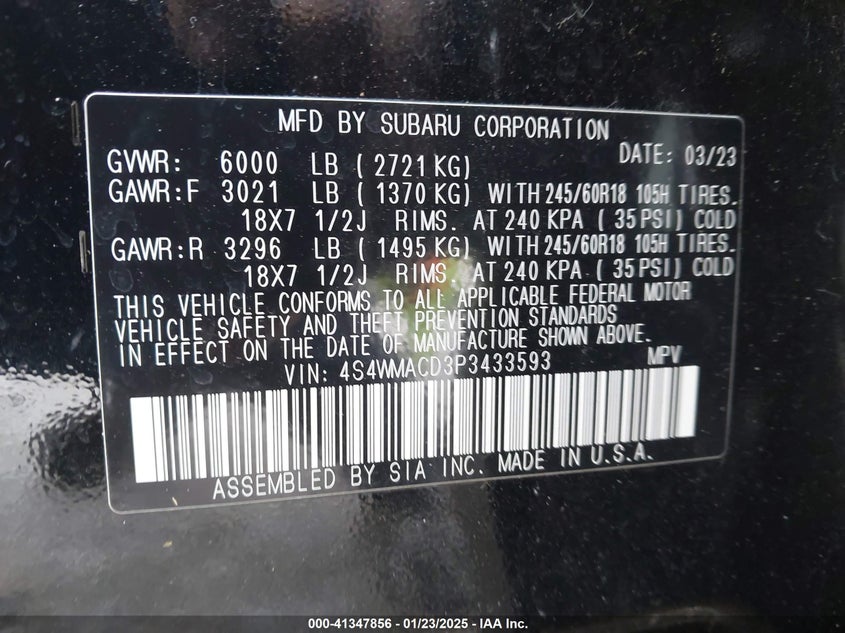 MFD BY SUBARU CORPORATION
DATE: 03/23
GVWR: 6000 LB ( 2721 KG)
GAWR:F 3021 LB ( 1370 KG) WITH 245/60R18 105H TIRES.
18X7 1/2J RIMS. AT 240 KPA ( 35 PSI) COLD
GAWR:R 3296 LB ( 1495 KG) WITH 245/60R18 105H TIRES.
18X7 1/2J RIMS. AT 240 KPA ( 35 PSI) COLD
THIS VEHICLE CONFORMS TO ALL APPLICABLE FEDERAL MOTOR
VEHICLE SAFETY AND THEFT PREVENTION STANDARDS
IN EFFECT ON THE DATE OF MANUFACTURE SHOWN ABOVE.
VIN: 4S4WMACD3P3433593 MPV
ASSEMBLED BY SIA INC. MADE IN U.S.A.
000-41347856 - 01/23/2025 - IAA Inc.